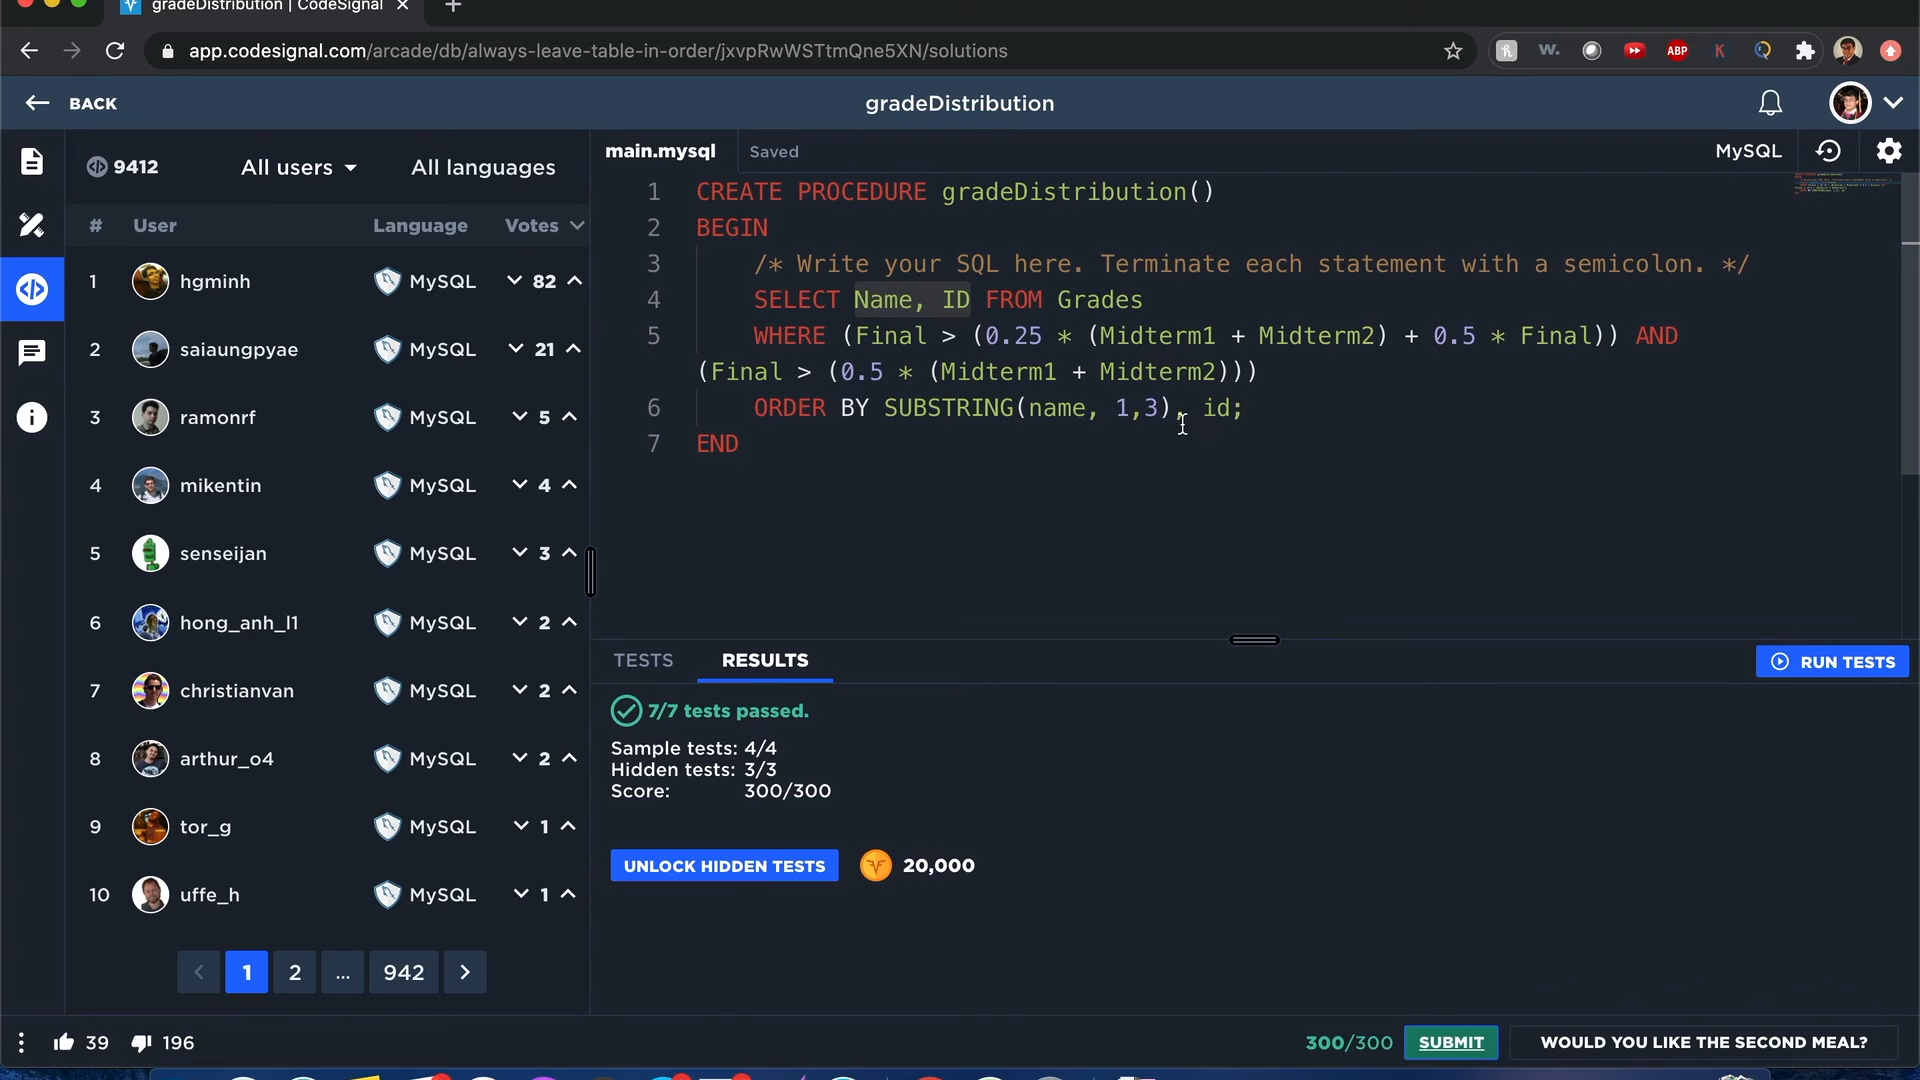 gradeDistribution | CodeSignal
app.codesignal.com/arcade/db/always-leave-table-in-order/jxvpRwWSTtmQne5XN/solutions
W.
ABP
K
BACK
gradeDistribution
9412
All users
All languages
# User Language Votes
1 hgminh MySQL 82
2 saiaungpyae MySQL 21
3 ramonrf MySQL 5
4 mikentin MySQL 4
5 senseijan MySQL 3
6 hong_anh_l1 MySQL 2
7 christianvan MySQL 2
8 arthur_o4 MySQL 2
9 tor_g MySQL 1
10 uffe_h MySQL 1
1 2 ... 942
39 196
main.mysql Saved MySQL
1 CREATE PROCEDURE gradeDistribution()
2 BEGIN
3 /* Write your SQL here. Terminate each statement with a semicolon. */
4 SELECT Name, ID FROM Grades
5 WHERE (Final > (0.25 * (Midterm1 + Midterm2) + 0.5 * Final)) AND
(Final > (0.5 * (Midterm1 + Midterm2)))
6 ORDER BY SUBSTRING(name, 1,3), id;
7 END
TESTS RESULTS RUN TESTS
7/7 tests passed.
Sample tests: 4/4
Hidden tests: 3/3
Score: 300/300
UNLOCK HIDDEN TESTS 20,000
300/300 SUBMIT WOULD YOU LIKE THE SECOND MEAL?